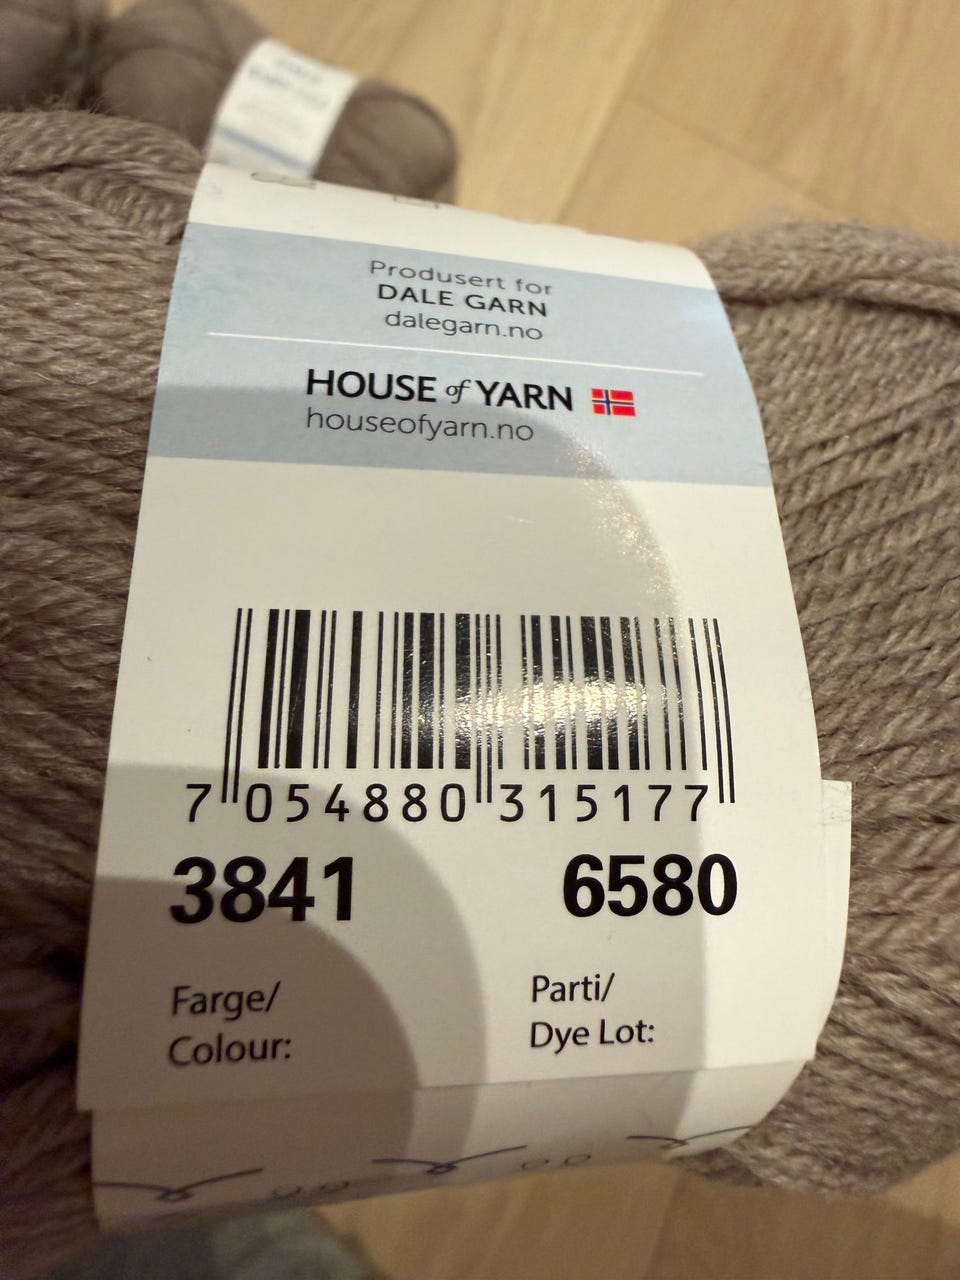 Produsert for
DALE GARN
dalegarn.no
HOUSE of YARN
houseofyarn.no
7 054880 315177
3841 6580
Farge/ Parti/
Colour: Dye Lot: